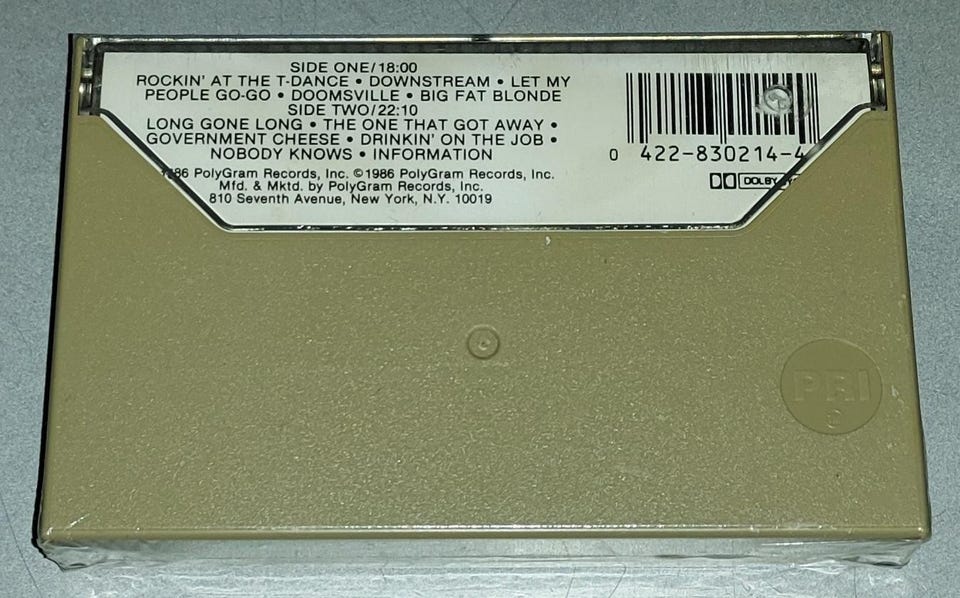 SIDE ONE/18:00
ROCKIN' AT THE T-DANCE • DOWNSTREAM • LET MY
PEOPLE GO-GO • DOOMSVILLE • BIG FAT BLONDE
SIDE TWO/22:10
LONG GONE LONG • THE ONE THAT GOT AWAY •
GOVERNMENT CHEESE • DRINKIN' ON THE JOB •
NOBODY KNOWS • INFORMATION
PolyGram Records, Inc. ©1986 PolyGram Records, Inc.
Mfd. & Mktd. by PolyGram Records, Inc.
810 Seventh Avenue, New York, N.Y. 10019
0 422-830214-4
DOLBY
PRI